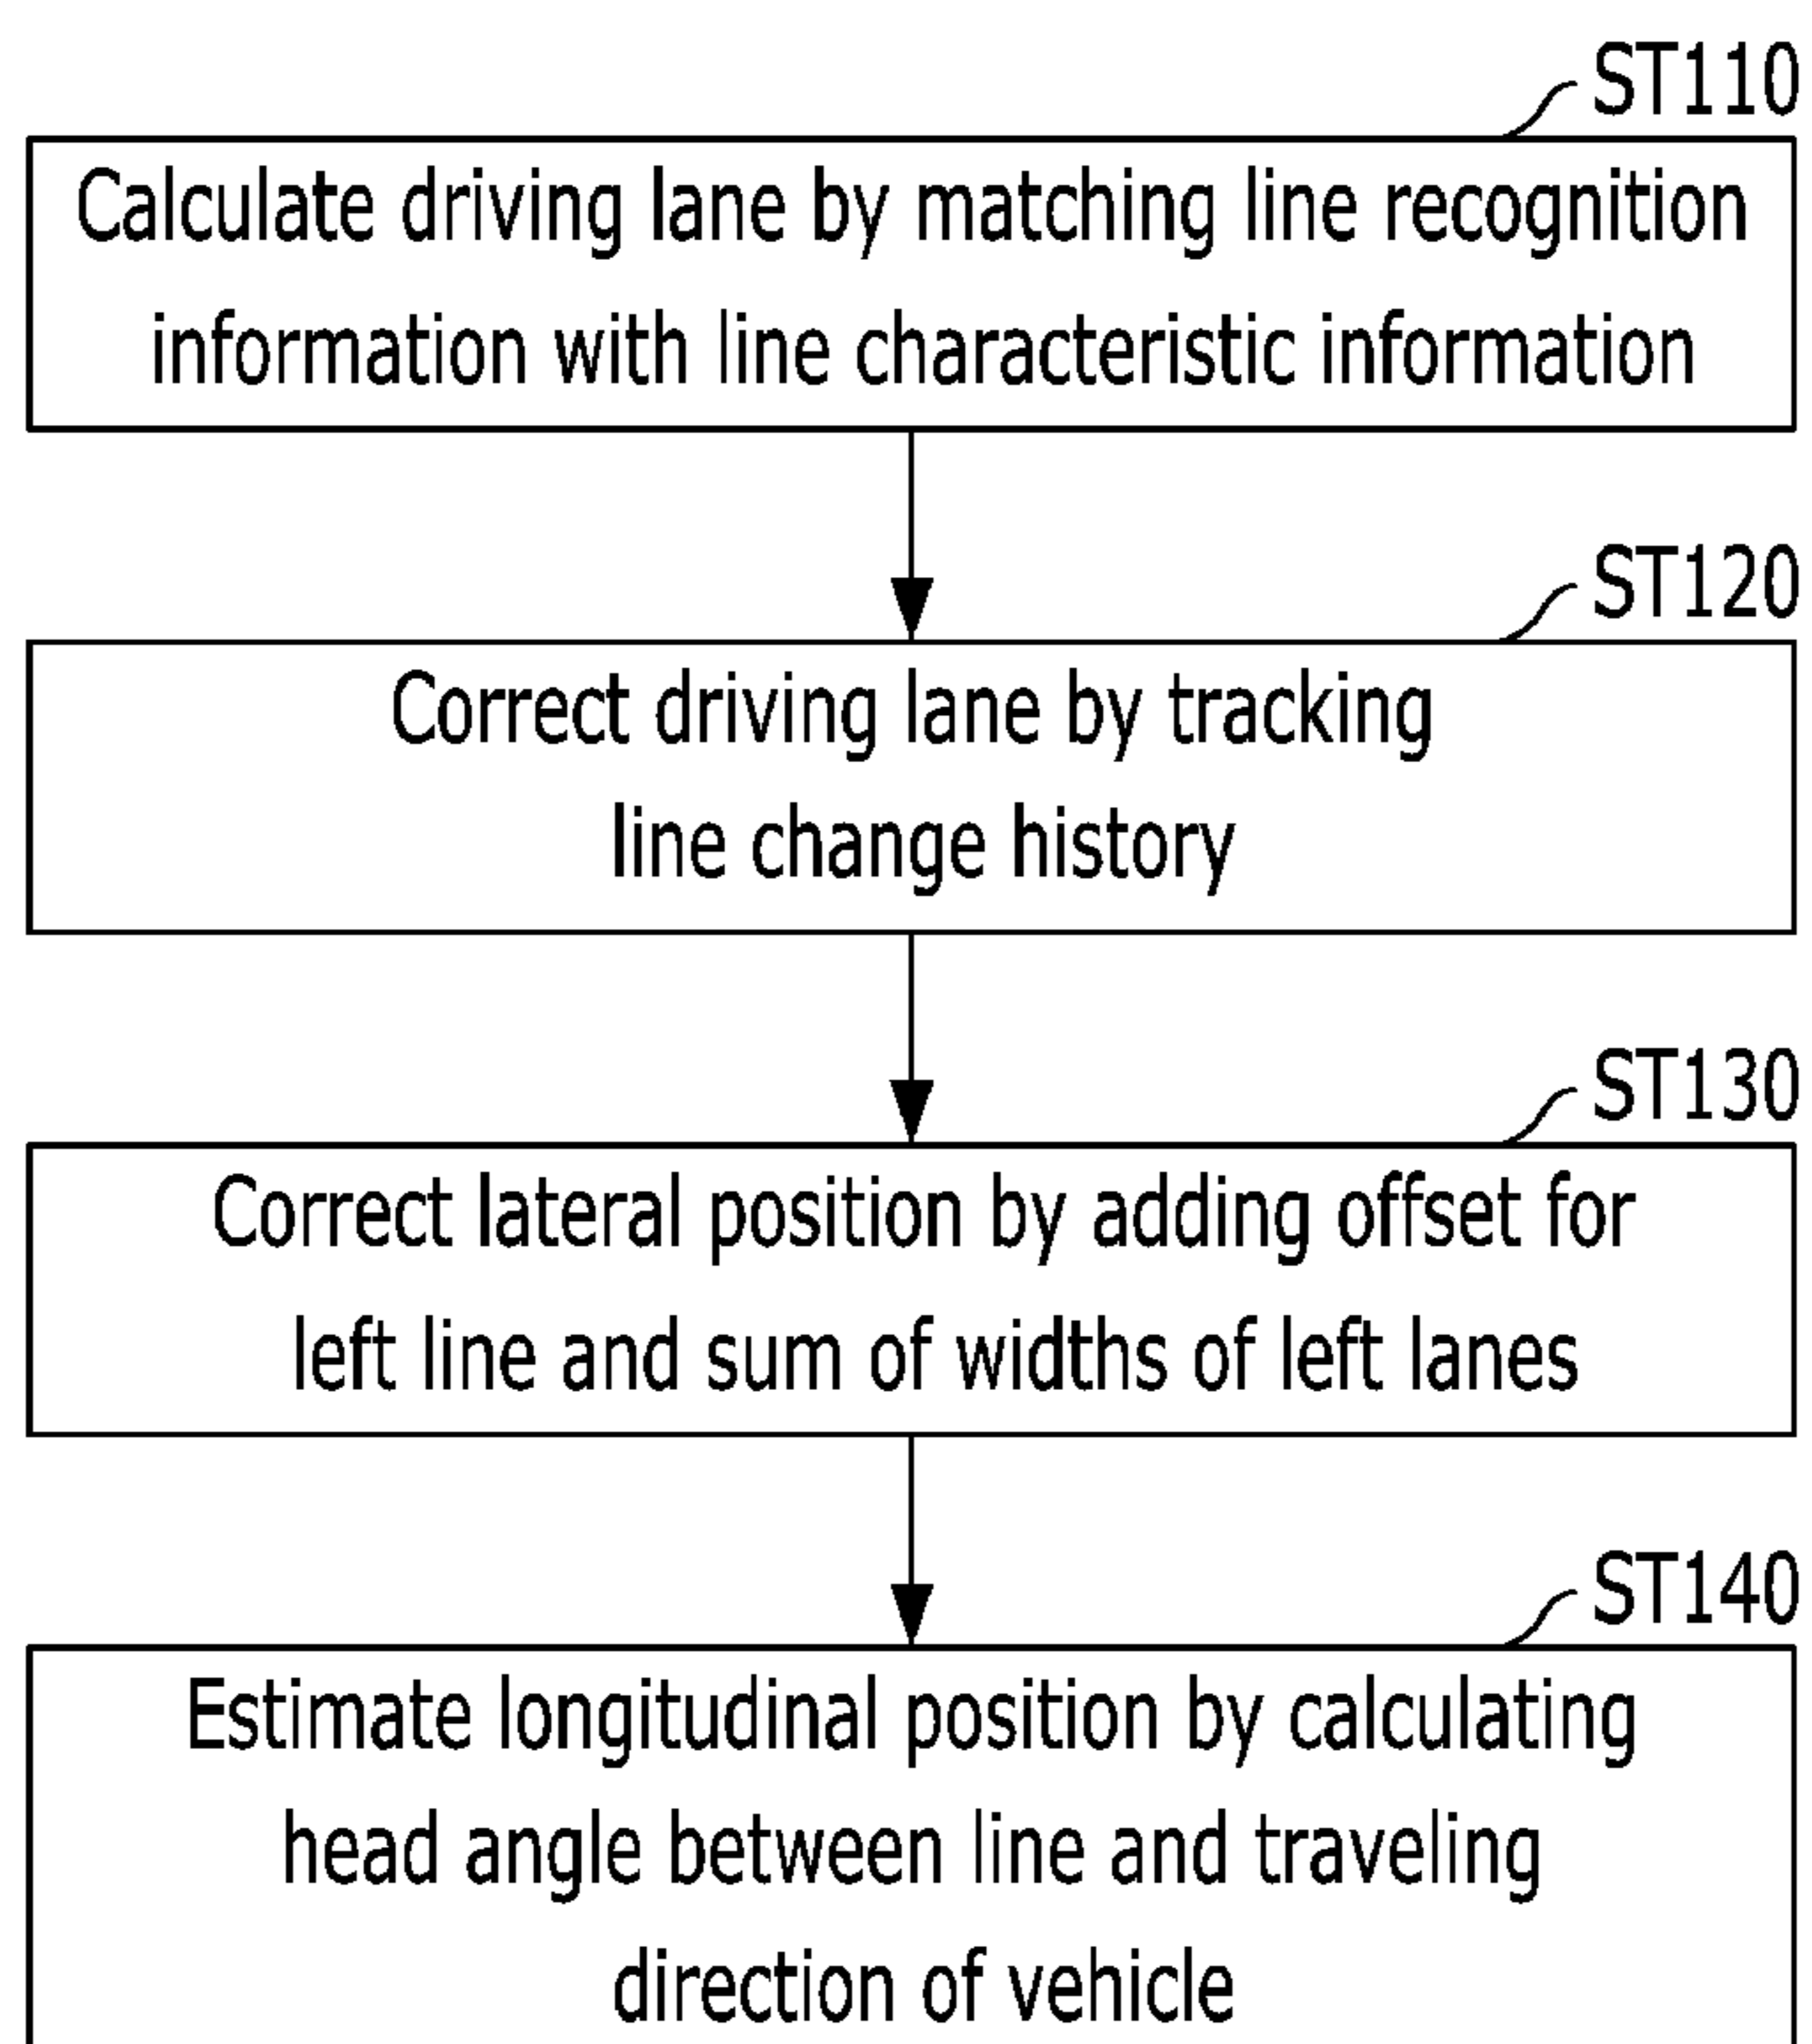 ST110
Calculate driving lane by matching line recognition
information with line characteristic information
ST120
Correct driving lane by tracking
line change history
ST130
Correct lateral position by adding offset for
left line and sum of widths of left lanes
ST140
Estimate longitudinal position by calculating
head angle between line and traveling
direction of vehicle